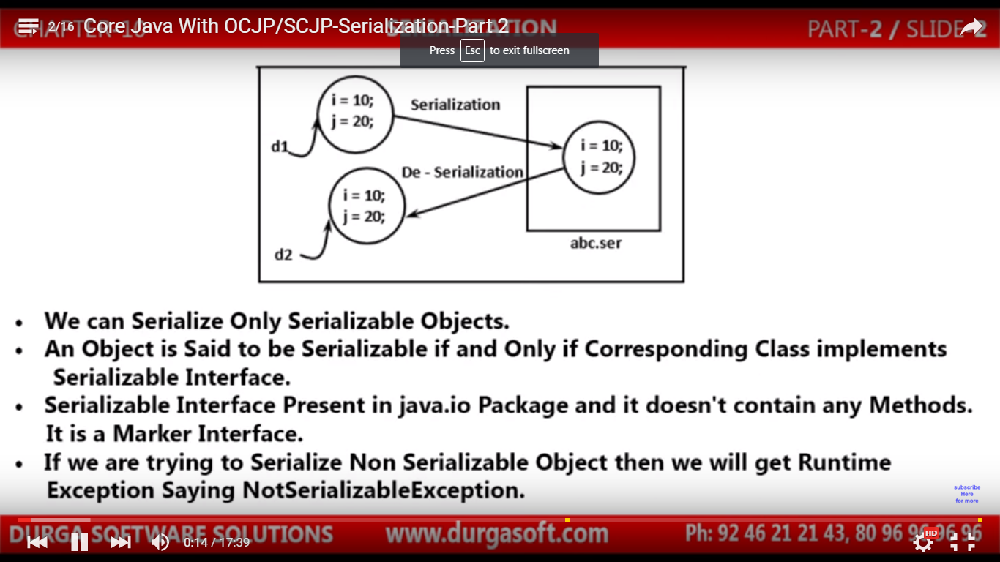 2/16 Core Java With OCJP/SCJP-Serialization-Part 2
PART-2 / SLIDE-2
Press Esc to exit fullscreen
i = 10;
j = 20;
Serialization
d1
i = 10;
j = 20;
De - Serialization
i = 10;
j = 20;
d2
abc.ser
• We can Serialize Only Serializable Objects.
• An Object is Said to be Serializable if and Only if Corresponding Class implements
Serializable Interface.
• Serializable Interface Present in java.io Package and it doesn't contain any Methods.
It is a Marker Interface.
• If we are trying to Serialize Non Serializable Object then we will get Runtime
Exception Saying NotSerializableException.
subscribe
Here
for more
DURGA SOFTWARE SOLUTIONS www.durgasoft.com Ph: 92 46 21 21 43, 80 96 96 96 96
HD
0:14 / 17:39